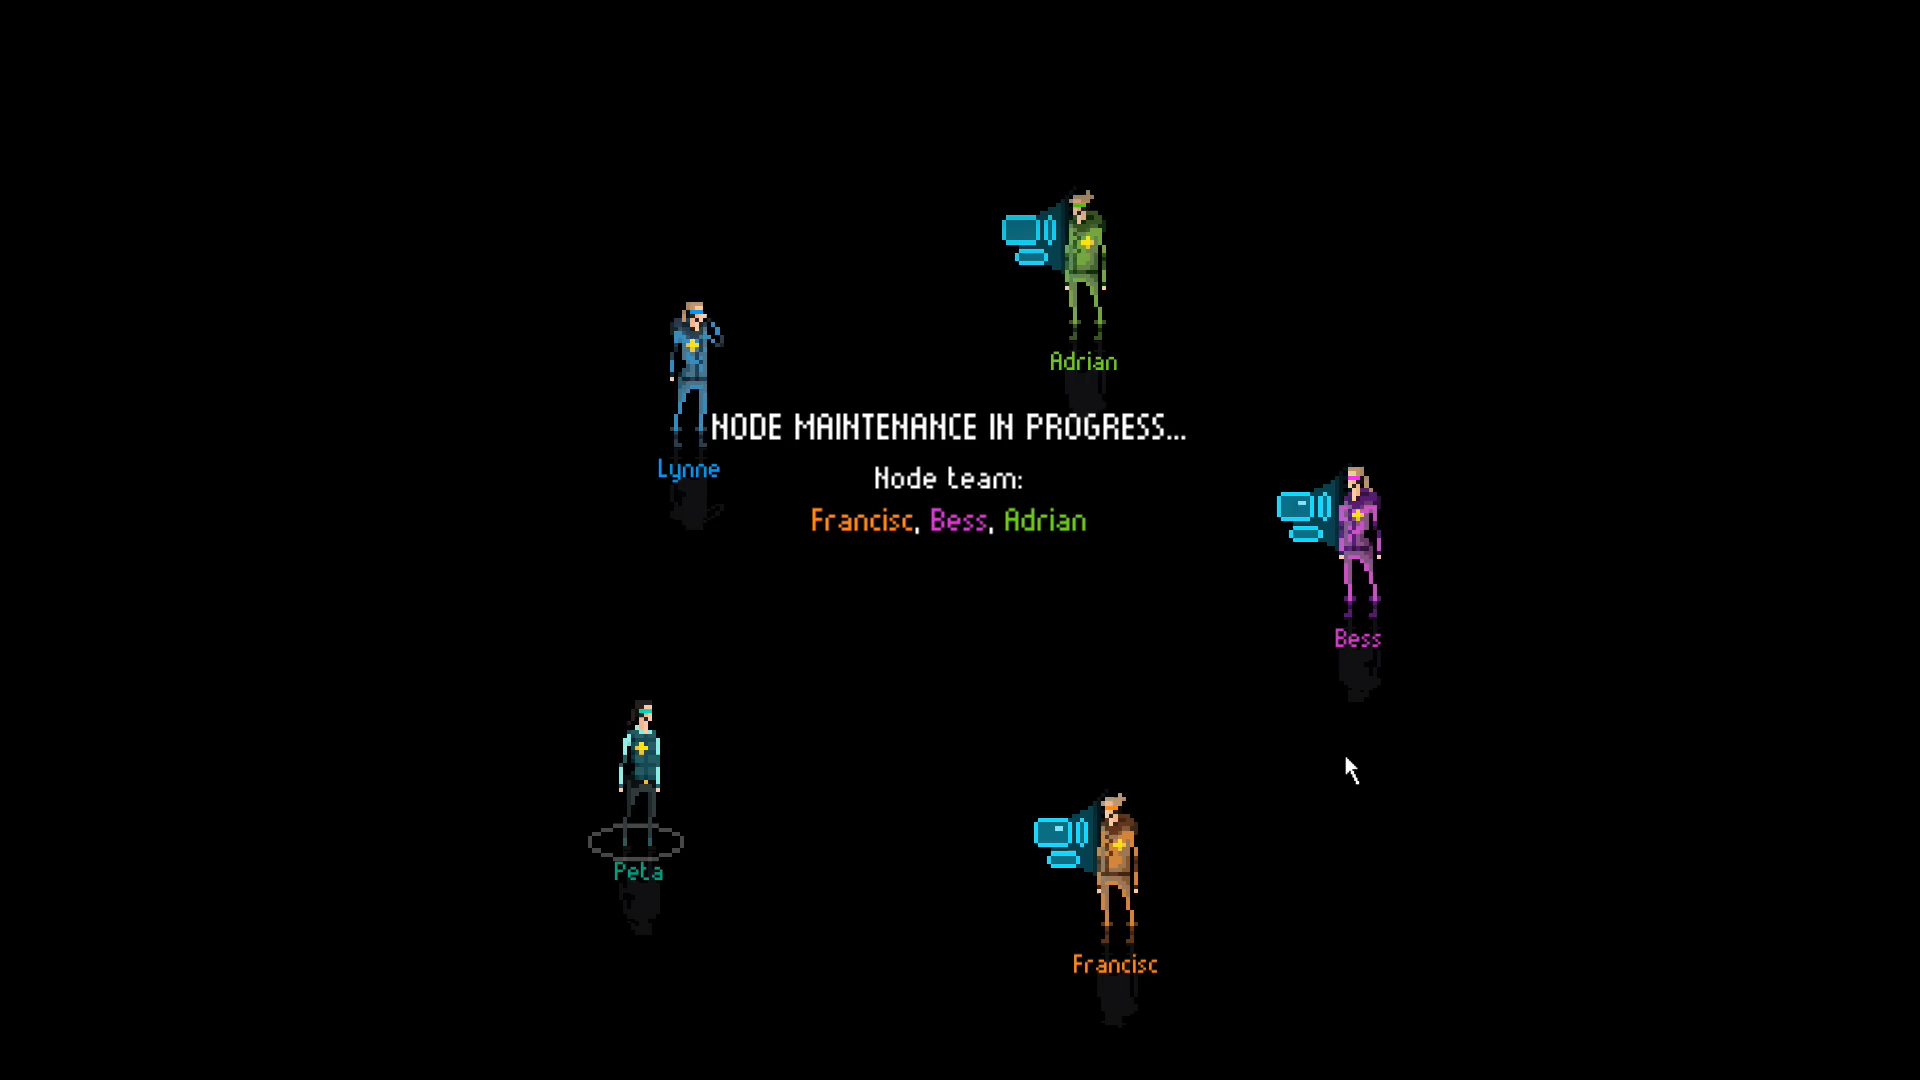 Adrian
NODE MAINTENANCE IN PROGRESS...
Lynne
Node team:
Francisc, Bess, Adrian
Bess
Peta
Francisc